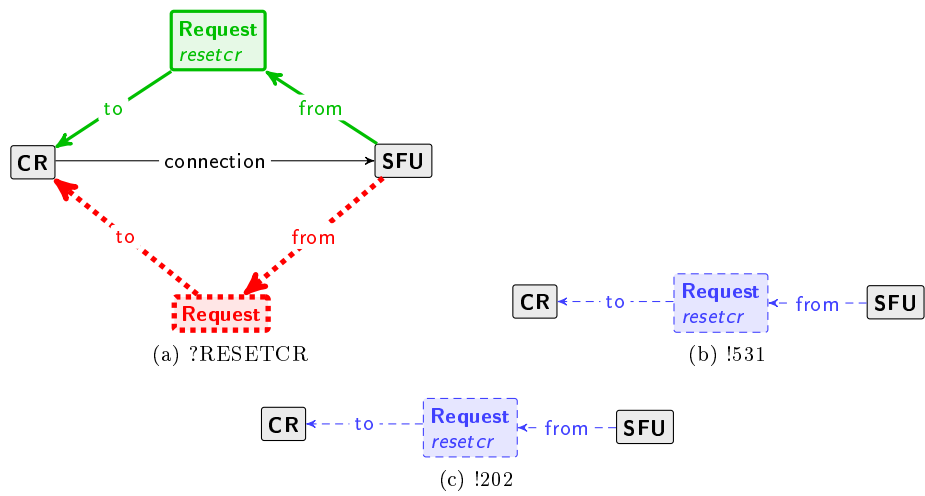 Request
resetcr
to
from
CR
connection
SFU
to
from
Request
(a) ?RESETCR
CR
to
Request
resetcr
from
SFU
(b) !531
CR
to
Request
resetcr
from
SFU
(c) !202